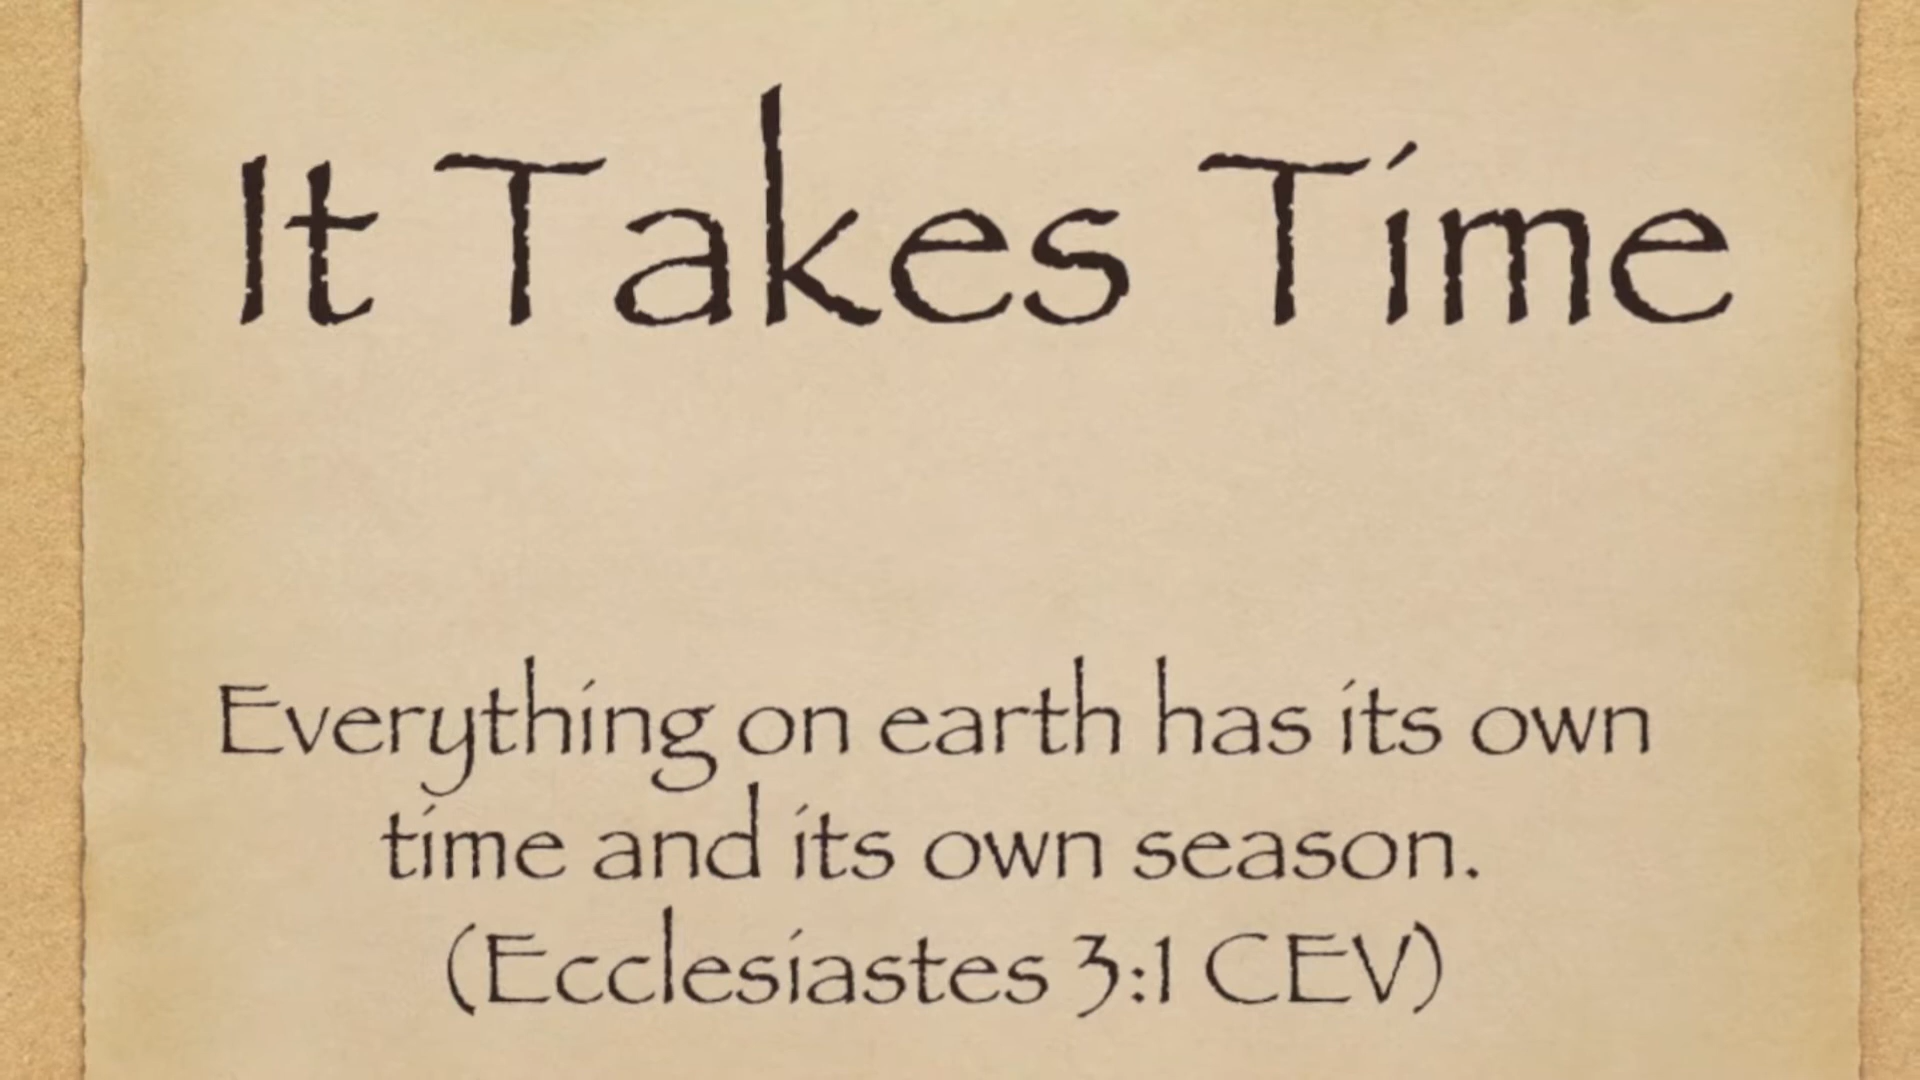 It Takes Time
Everything on earth has its own
time and its own season.
(Ecclesiastes 3:1 CEV)